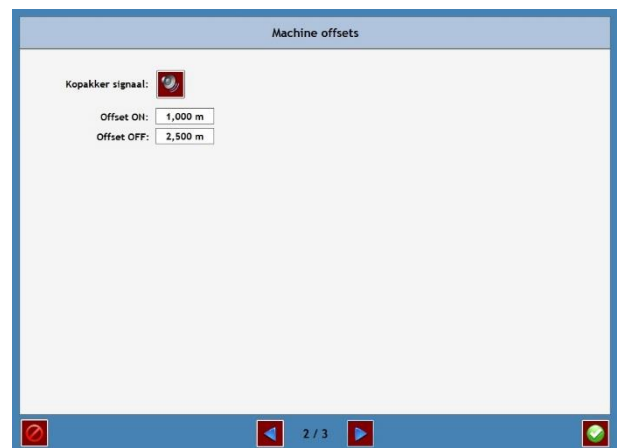 Machine offsets
Kopakker signaal:
Offset ON: 1,000 m
Offset OFF: 2,500 m
2 / 3